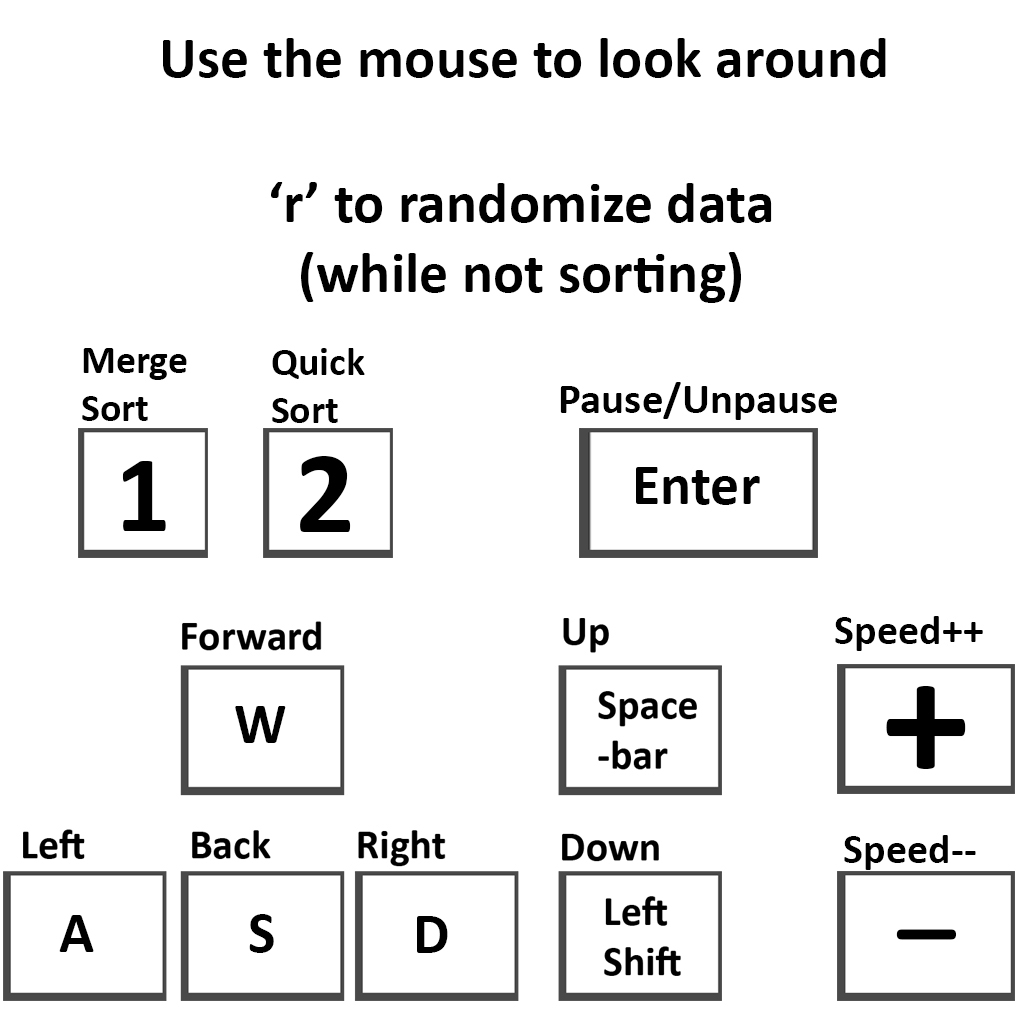 Use the mouse to look around
‘r’ to randomize data
(while not sorting)
Merge
Sort
1
Quick
Sort
2
Pause/Unpause
Enter
Forward
W
Up
Space
-bar
Speed++
+
Left
A
Back
S
Right
D
Down
Left
Shift
Speed--
−